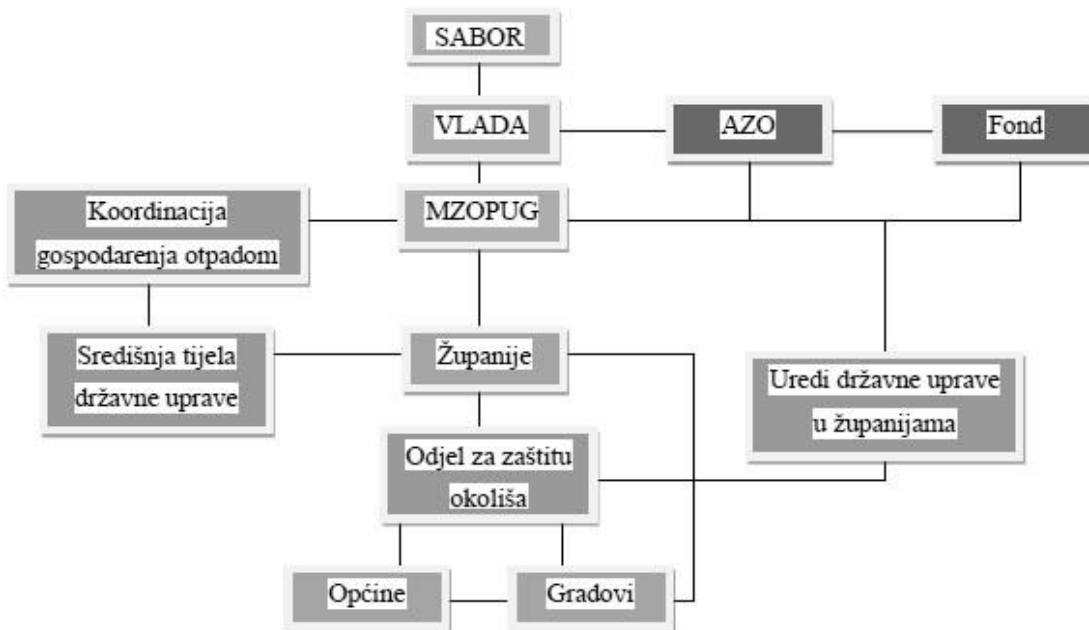 SABOR
VLADA
AZO
Fond
Koordinacija
gospodarenja otpadom
MZOPUG
Središnja tijela
državne uprave
Županije
Uredi državne uprave
u županijama
Odjel za zaštitu
okoliša
Općine
Gradovi